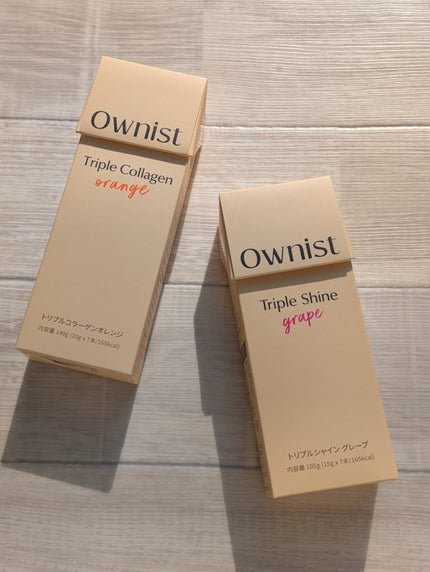 Ownist
Triple Collagen
orange
トリプルコラーゲンオレンジ
内容量 140g (20g x 7本/165kcal)
Ownist
Triple Shine
grape
トリプルシャイン グレープ
内容量 105g (15g x 7本/165kcal)